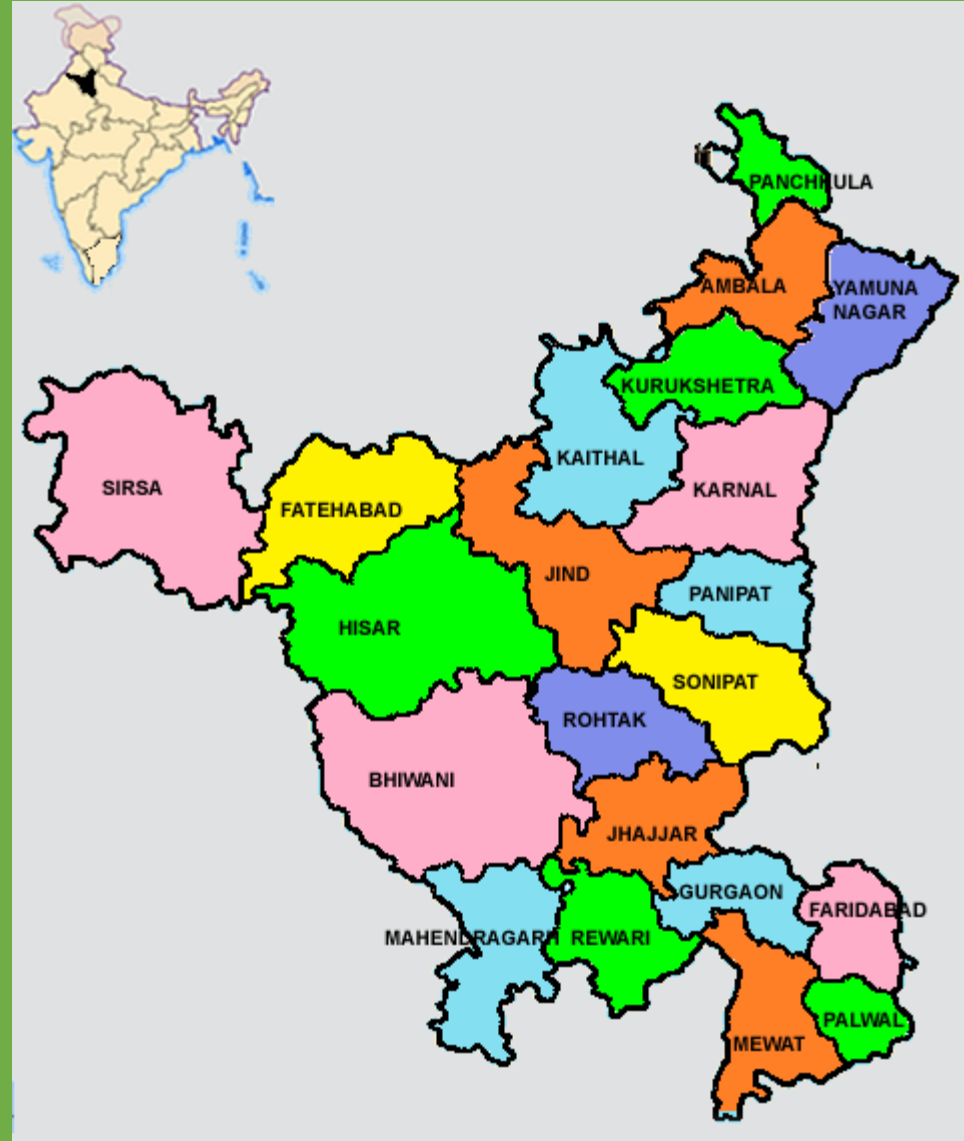 PANCHKULA
AMBALA
YAMUNA
NAGAR
KURUKSHETRA
KAITHAL
KARNAL
SIRSA
FATEHABAD
JIND
PANIPAT
HISAR
SONIPAT
ROHTAK
BHIWANI
JHAJJAR
GURGAON
FARIDABAD
MAHENDRAGARH
REWARI
PALWAL
MEWAT